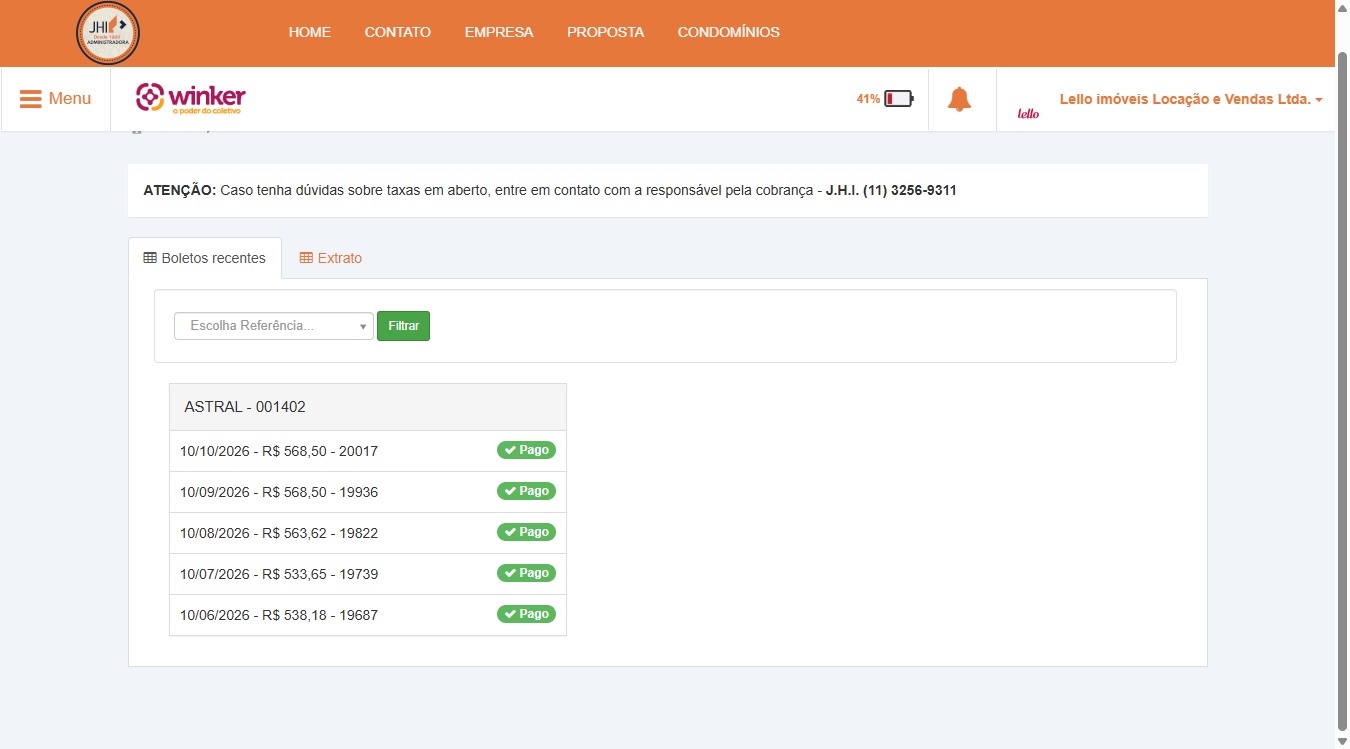 JHI
Desde 1984
ADMINISTRADORA
HOME CONTATO EMPRESA PROPOSTA CONDOMÍNIOS
Menu
winker
o poder do coletivo
41%
lello
Lello imóveis Locação e Vendas Ltda.
ATENÇÃO: Caso tenha dúvidas sobre taxas em aberto, entre em contato com a responsável pela cobrança - J.H.I. (11) 3256-9311
Boletos recentes
Extrato
Escolha Referência...
Filtrar
ASTRAL - 001402
10/10/2026 - R$ 568,50 - 20017 Pago
10/09/2026 - R$ 568,50 - 19936 Pago
10/08/2026 - R$ 563,62 - 19822 Pago
10/07/2026 - R$ 533,65 - 19739 Pago
10/06/2026 - R$ 538,18 - 19687 Pago